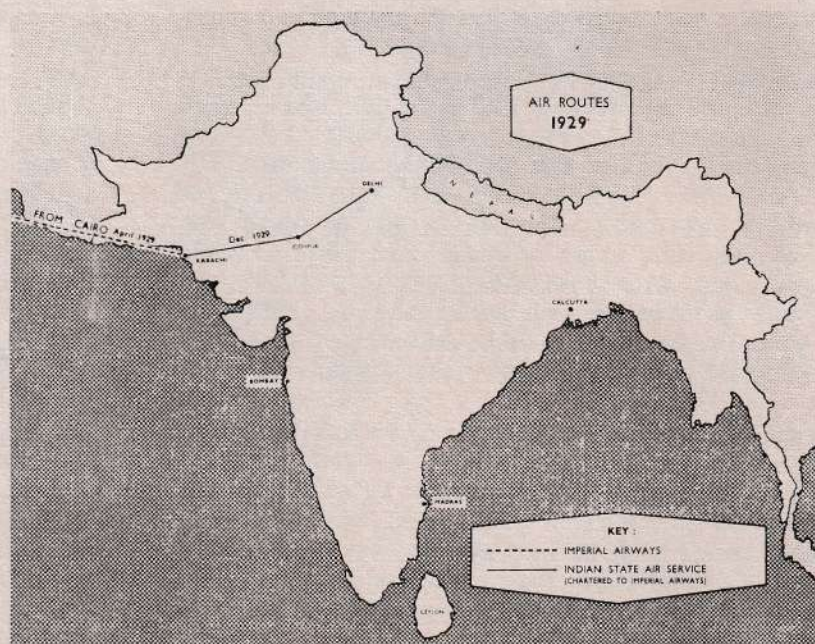 AIR ROUTES
1929
NEPAL
DELHI
FROM CAIRO April 1929
Dec 1929
KARACHI
CALCUTTA
BOMBAY
MADRAS
KEY :
IMPERIAL AIRWAYS
INDIAN STATE AIR SERVICE
(CHARTERED TO IMPERIAL AIRWAYS)
CEYLON